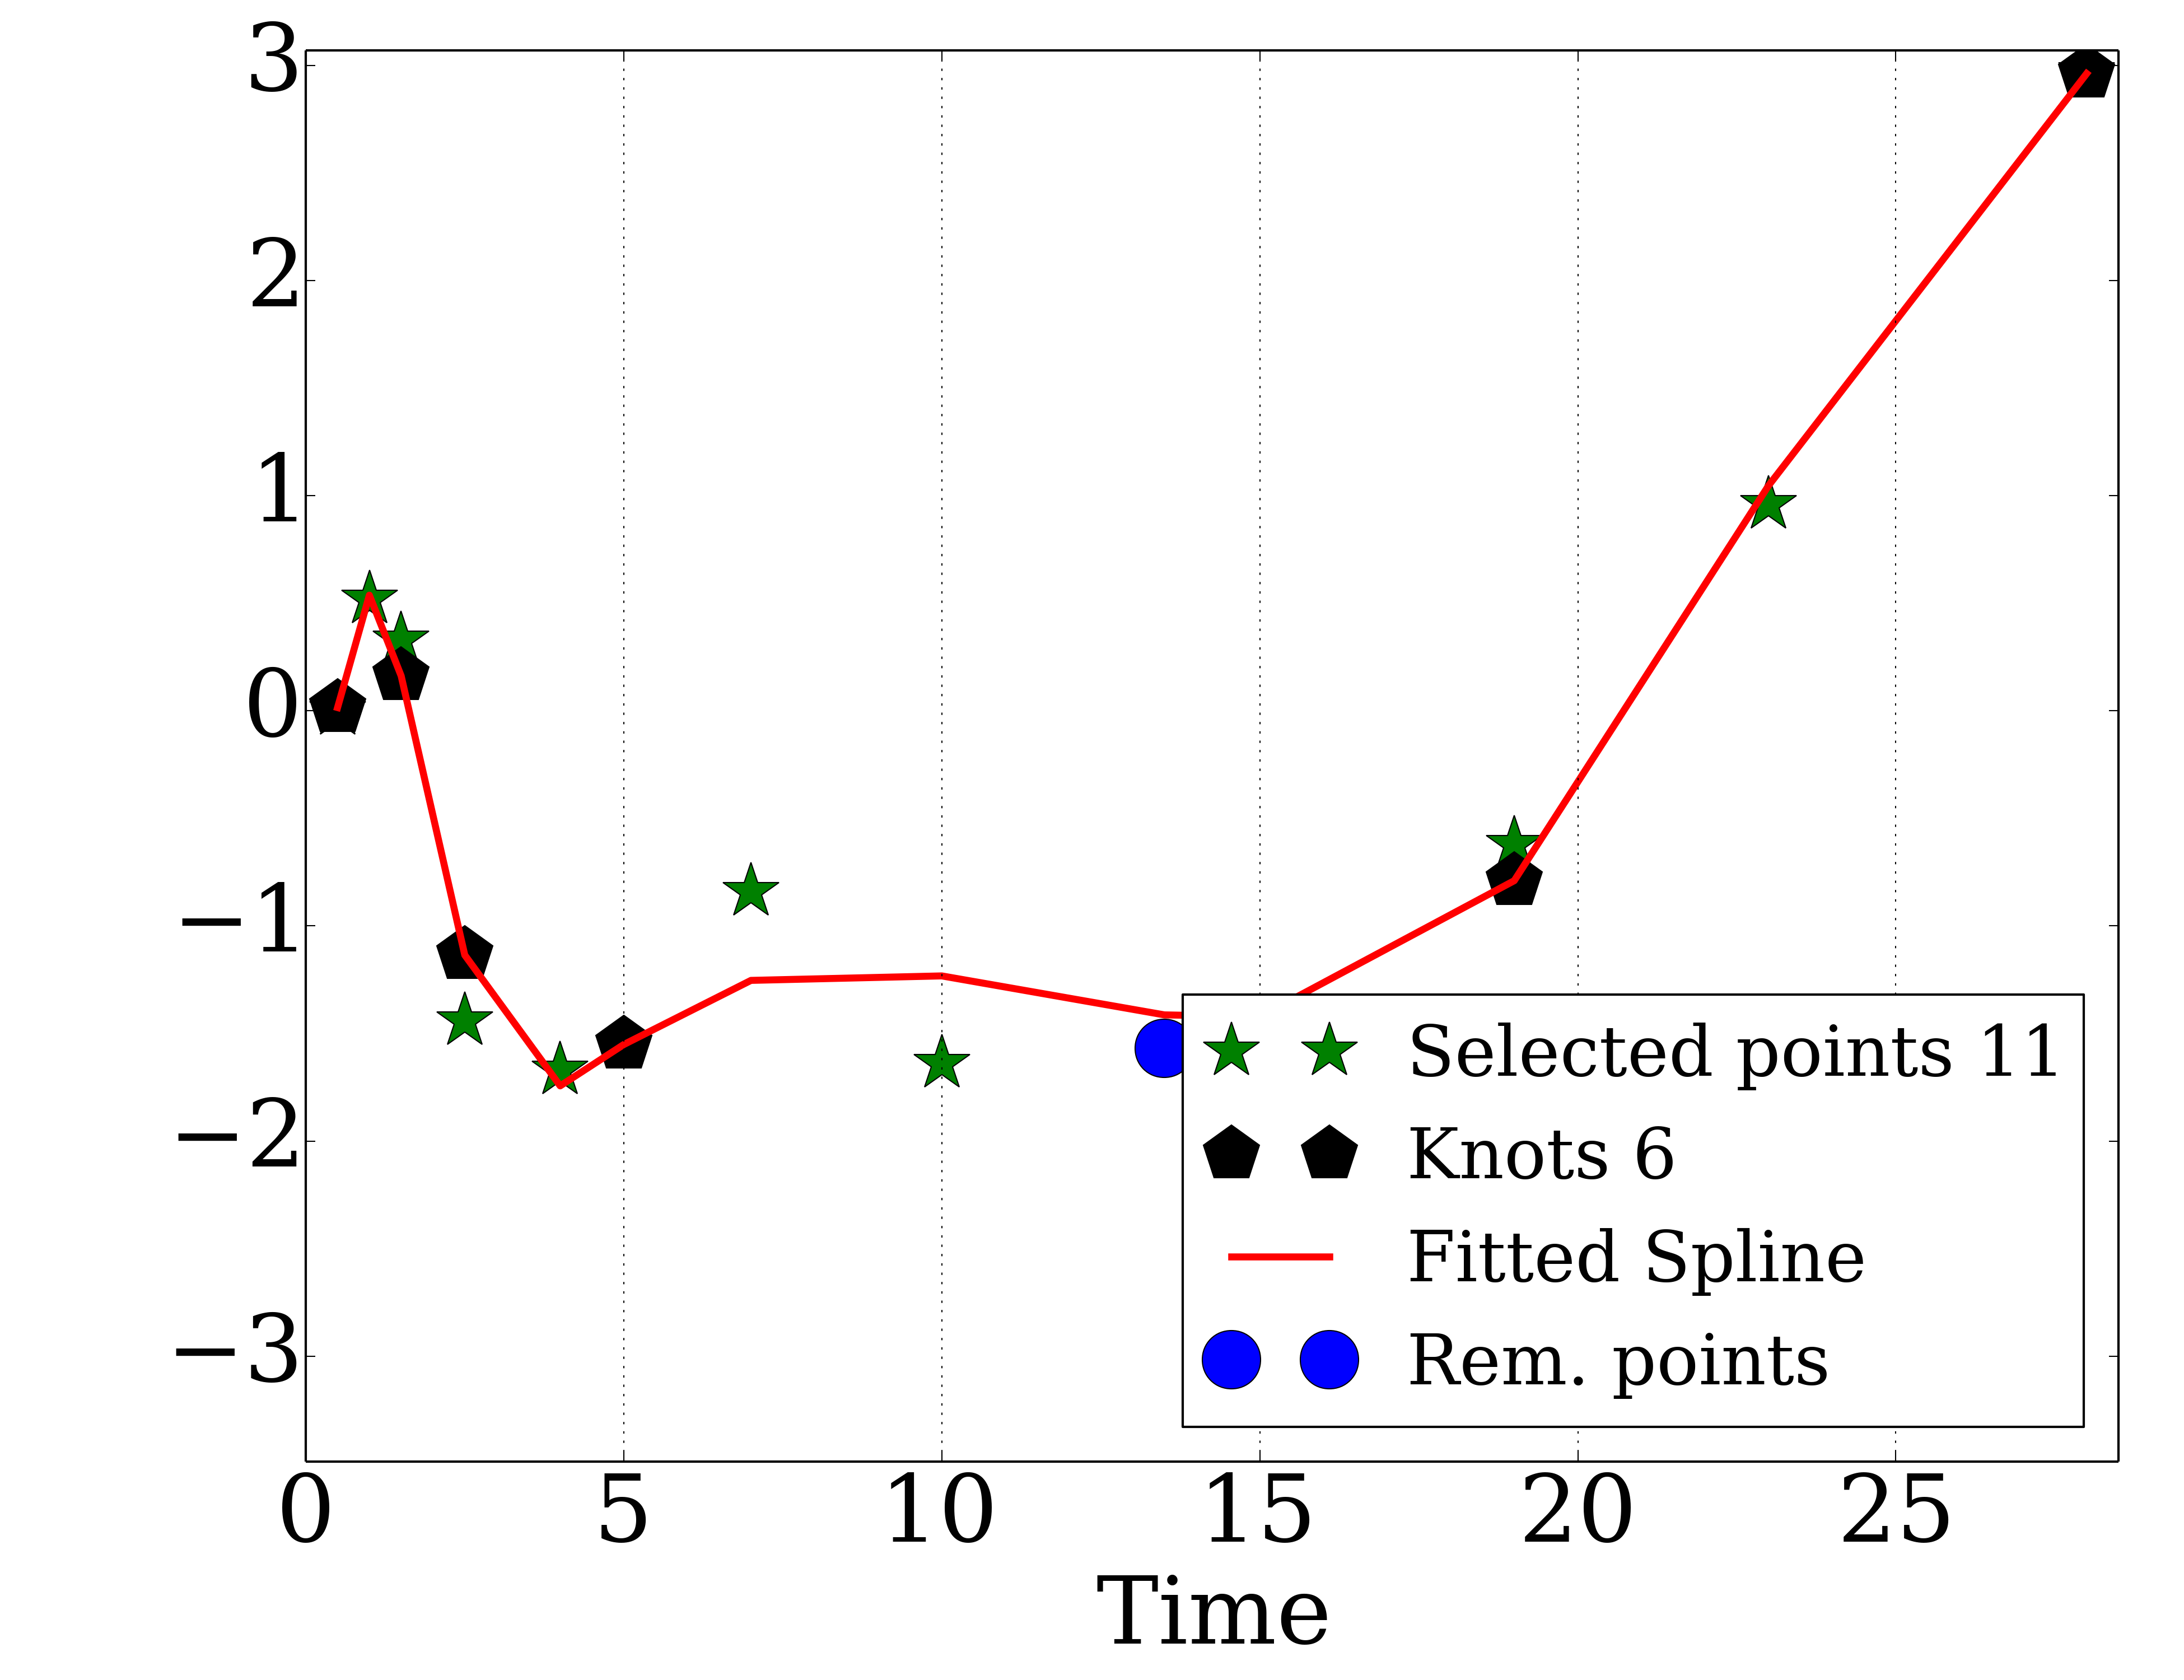 3
2
1
0
−1
−2
−3
0 5 10 15 20 25
Time
Selected points 11
Knots 6
Fitted Spline
Rem. points